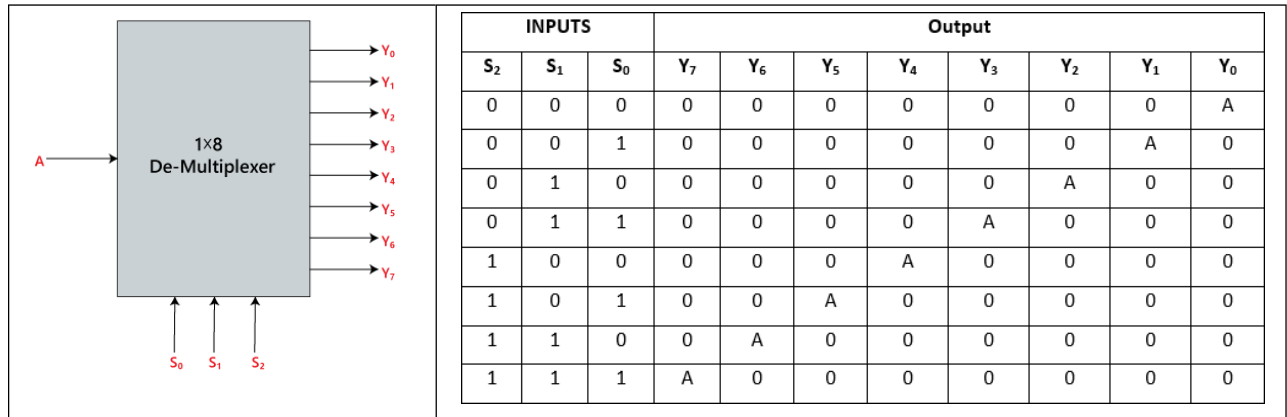 Y₀
Y₁
Y₂
Y₃
Y₄
Y₅
Y₆
Y₇
A
1×8
De-Multiplexer
S₀ S₁ S₂
INPUTS Output
S₂ S₁ S₀ Y₇ Y₆ Y₅ Y₄ Y₃ Y₂ Y₁ Y₀
0 0 0 0 0 0 0 0 0 0 A
0 0 1 0 0 0 0 0 0 A 0
0 1 0 0 0 0 0 0 A 0 0
0 1 1 0 0 0 0 A 0 0 0
1 0 0 0 0 0 A 0 0 0 0
1 0 1 0 0 A 0 0 0 0 0
1 1 0 0 A 0 0 0 0 0 0
1 1 1 A 0 0 0 0 0 0 0